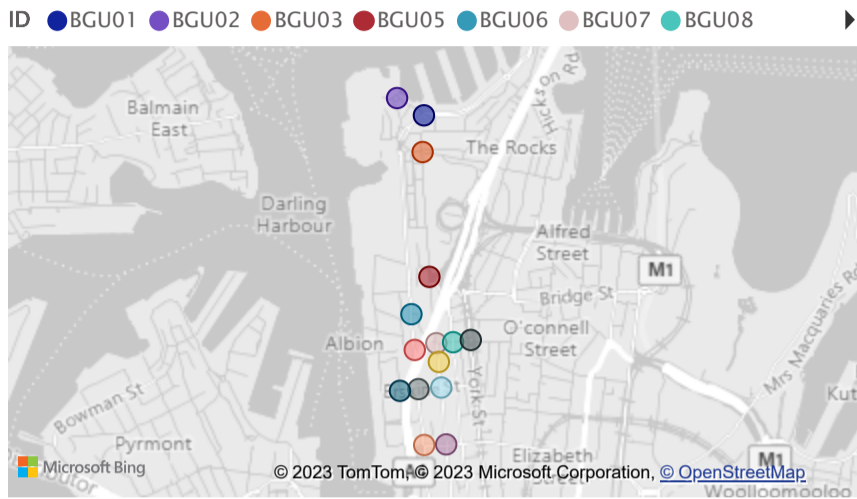 ID BGU01 BGU02 BGU03 BGU05 BGU06 BGU07 BGU08
Hickson Rd
Balmain
East
The Rocks
Darling
Harbour
Alfred
Street
M1
Bridge St
O'connell
Street
Albion
Mrs Macquaries Rd
York St
Bowman St
Kut
Pyrmont
Elizabeth
Street
M1
Woolloomooloo
Microsoft Bing
© 2023 TomTom, © 2023 Microsoft Corporation, © OpenStreetMap